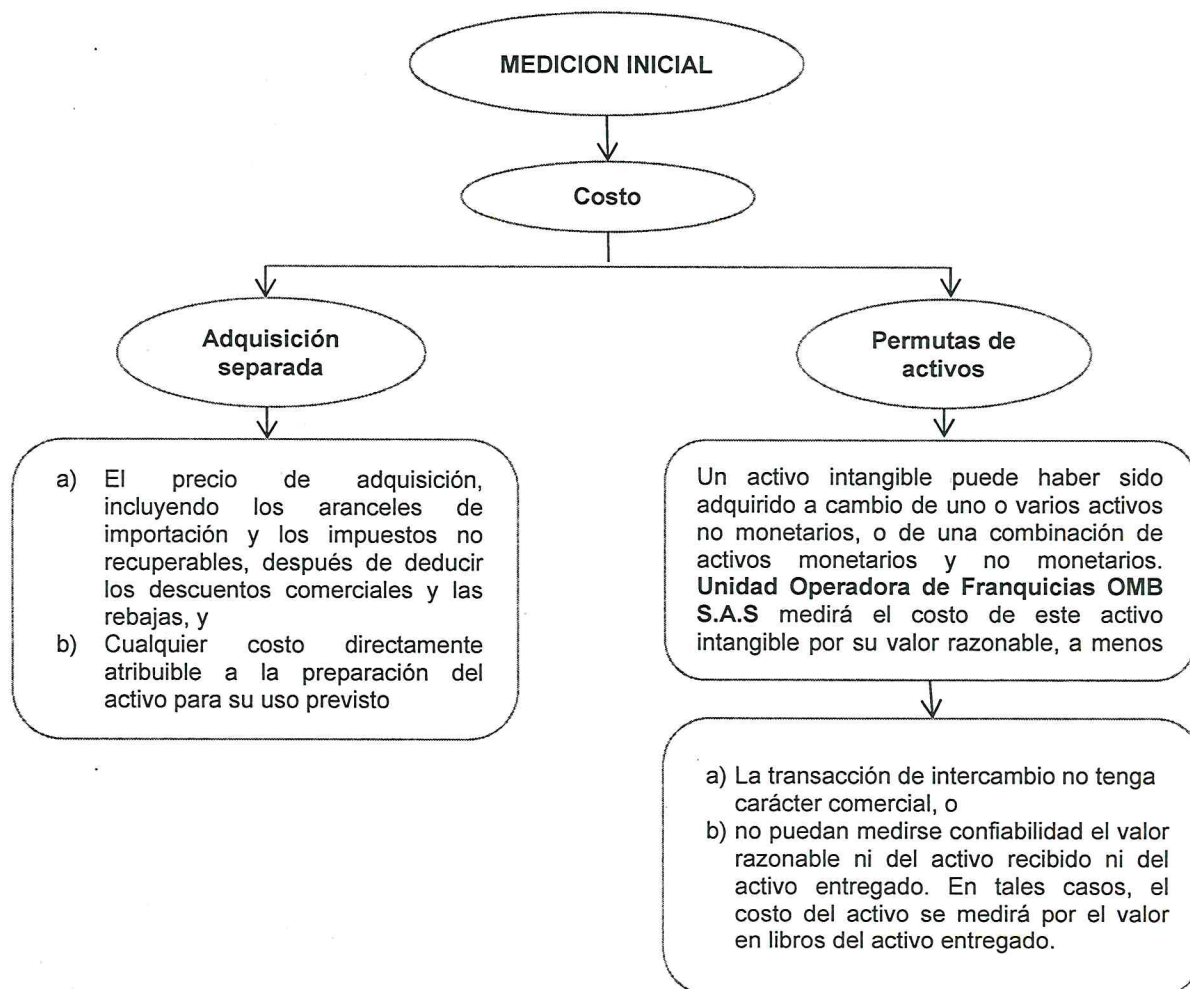 MEDICION INICIAL
Costo
Adquisición
separada
a) El precio de adquisición,
incluyendo los aranceles de
importación y los impuestos no
recuperables, después de deducir
los descuentos comerciales y las
rebajas, y
b) Cualquier costo directamente
atribuible a la preparación del
activo para su uso previsto
Permutas de
activos
Un activo intangible puede haber sido
adquirido a cambio de uno o varios activos
no monetarios, o de una combinación de
activos monetarios y no monetarios.
Unidad Operadora de Franquicias OMB
S.A.S medirá el costo de este activo
intangible por su valor razonable, a menos
a) La transacción de intercambio no tenga
carácter comercial, o
b) no puedan medirse confiabilidad el valor
razonable ni del activo recibido ni del
activo entregado. En tales casos, el
costo del activo se medirá por el valor
en libros del activo entregado.